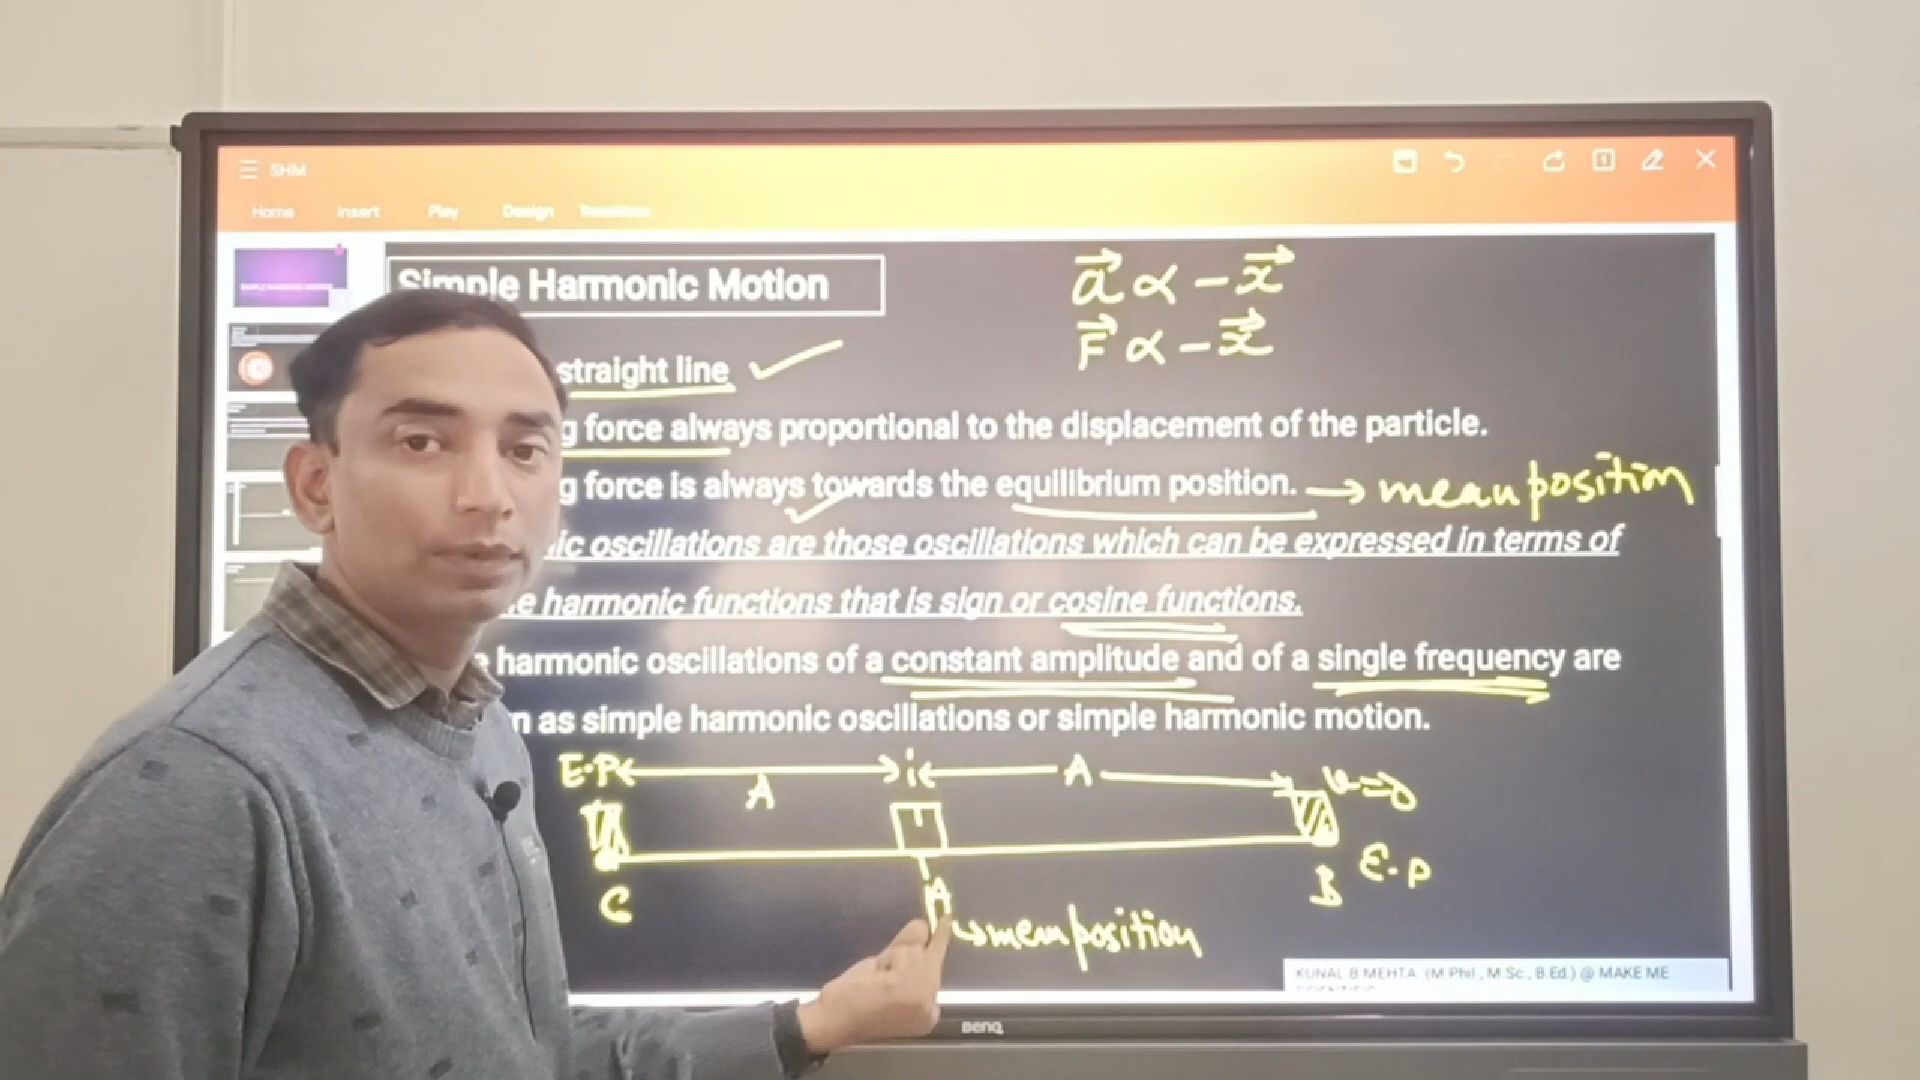 SHM
Home Insert Play Design Transitions
Simple Harmonic Motion
a⃗ α – x⃗
F⃗ α – x⃗
straight line
g force always proportional to the displacement of the particle.
g force is always towards the equilibrium position. → mean position
ic oscillations are those oscillations which can be expressed in terms of
e harmonic functions that is sign or cosine functions.
harmonic oscillations of a constant amplitude and of a single frequency are
n as simple harmonic oscillations or simple harmonic motion.
E.P A A
B E.P
A
mean position
KUNAL B MEHTA (M Phil , M.Sc , B.Ed.) @ MAKE ME
BenQ